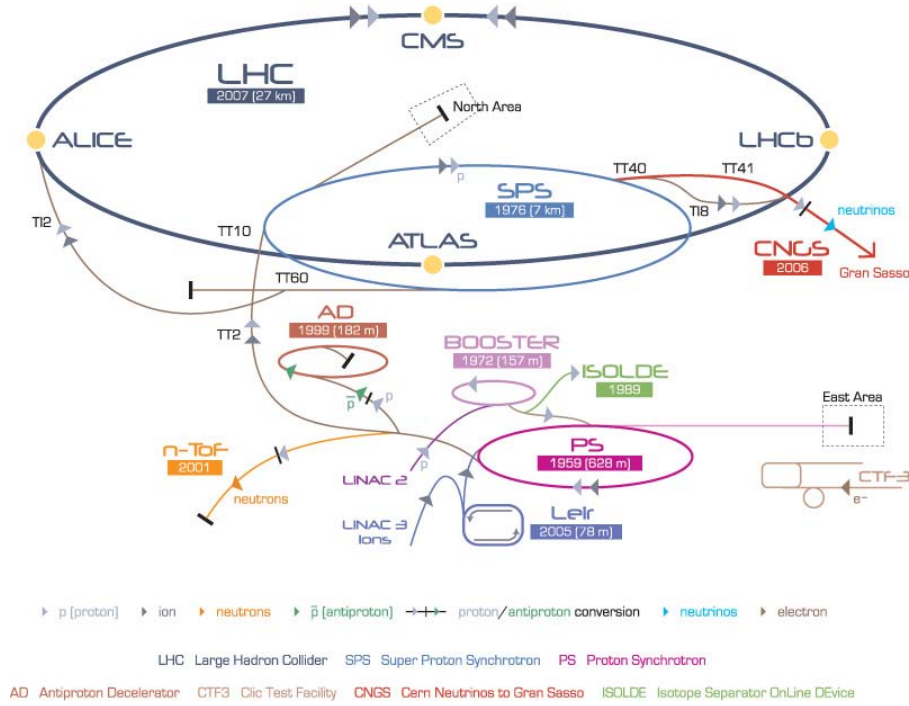 CMS
LHC
2007 (27 km)
North Area
ALICE
LHCb
TT40
TT41
SPS
1976 (7 km)
p
TI8
neutrinos
TI2
TT10
ATLAS
CNGS
2006
Gran Sasso
TT60
AD
1999 (182 m)
TT2
BOOSTER
1972 (157 m)
ISOLDE
1989
p̅
p
East Area
n-ToF
2001
PS
1959 (628 m)
LINAC 2
p
neutrons
CTF-3
e-
LINAC 3
Ions
Leir
2005 (78 m)
p (proton)
ion
neutrons
p̅ (antiproton)
proton/antiproton conversion
neutrinos
electron
LHC Large Hadron Collider
SPS Super Proton Synchrotron
PS Proton Synchrotron
AD Antiproton Decelerator
CTF3 Clic Test Facility
CNGS Cern Neutrinos to Gran Sasso
ISOLDE Isotope Separator OnLine DEvice